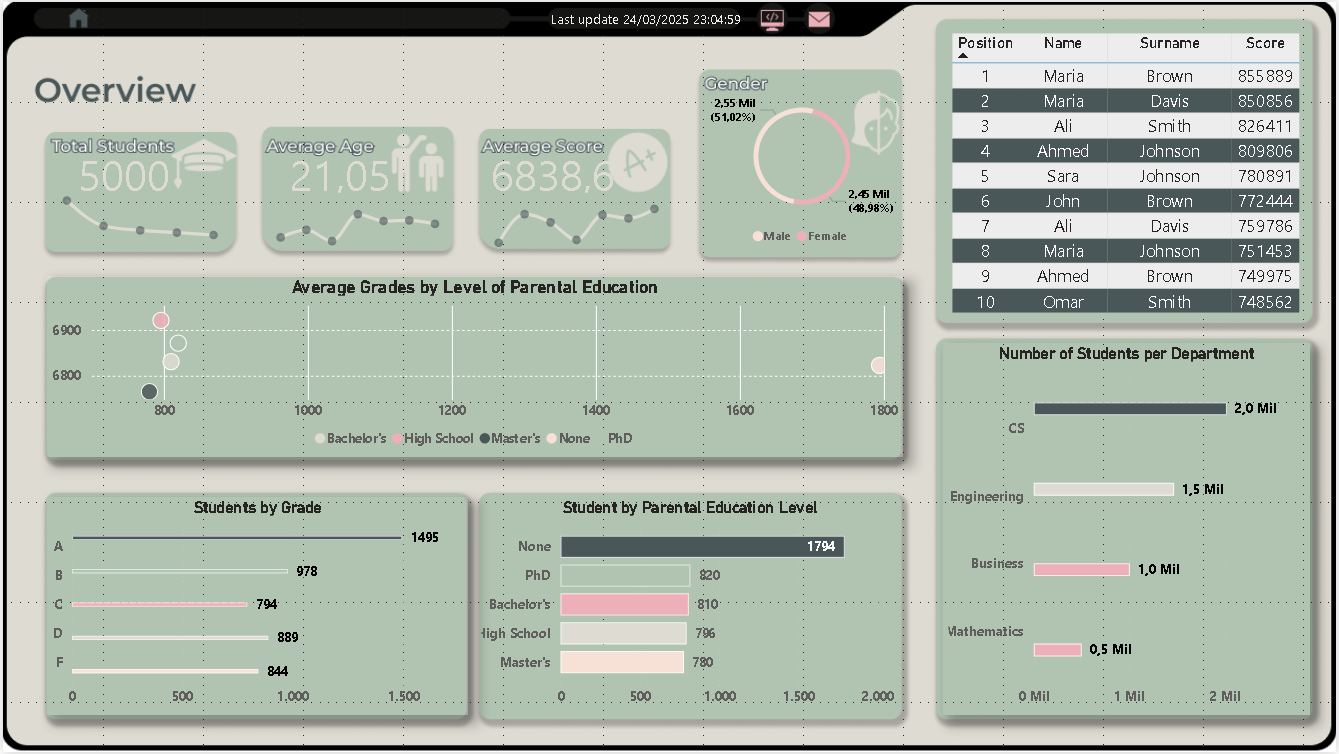 Last update 24/03/2025 23:04:59
Overview
Total Students
5000
Average Age
21,05
Average Score
6838,6
A+
Gender
2,55 Mil
(51,02%)
2,45 Mil
(48,98%)
Male Female
Position Name Surname Score
1 Maria Brown 855889
2 Maria Davis 850856
3 Ali Smith 826411
4 Ahmed Johnson 809806
5 Sara Johnson 780891
6 John Brown 772444
7 Ali Davis 759786
8 Maria Johnson 751453
9 Ahmed Brown 749975
10 Omar Smith 748562
Average Grades by Level of Parental Education
6900
6800
800 1000 1200 1400 1600 1800
Bachelor's High School Master's None PhD
Number of Students per Department
CS 2,0 Mil
Engineering 1,5 Mil
Business 1,0 Mil
Mathematics 0,5 Mil
0 Mil 1 Mil 2 Mil
Students by Grade
A 1495
B 978
C 794
D 889
F 844
0 500 1.000 1.500
Student by Parental Education Level
None 1794
PhD 820
Bachelor's 810
High School 796
Master's 780
0 500 1.000 1.500 2.000